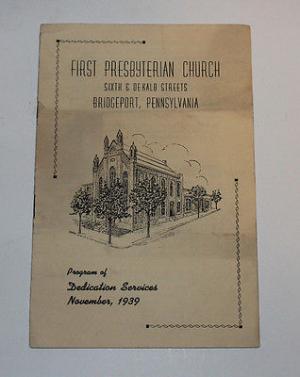 FIRST PRESBYTERIAN CHURCH
SIXTH & DEKALB STREETS
BRIDGEPORT, PENNSYLVANIA
Program of
Dedication Services
November, 1939